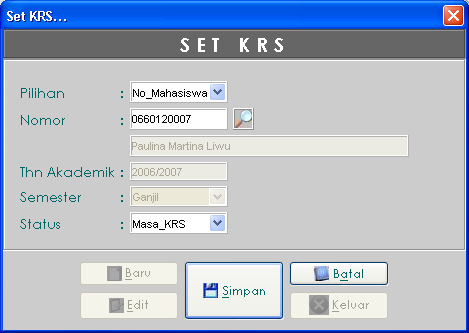 Set KRS...
SET KRS
Pilihan : No_Mahasiswa
Nomor : 0660120007
Paulina Martina Liwu
Thn Akademik : 2006/2007
Semester : Ganjil
Status : Masa_KRS
Baru Simpan Batal
Edit Keluar